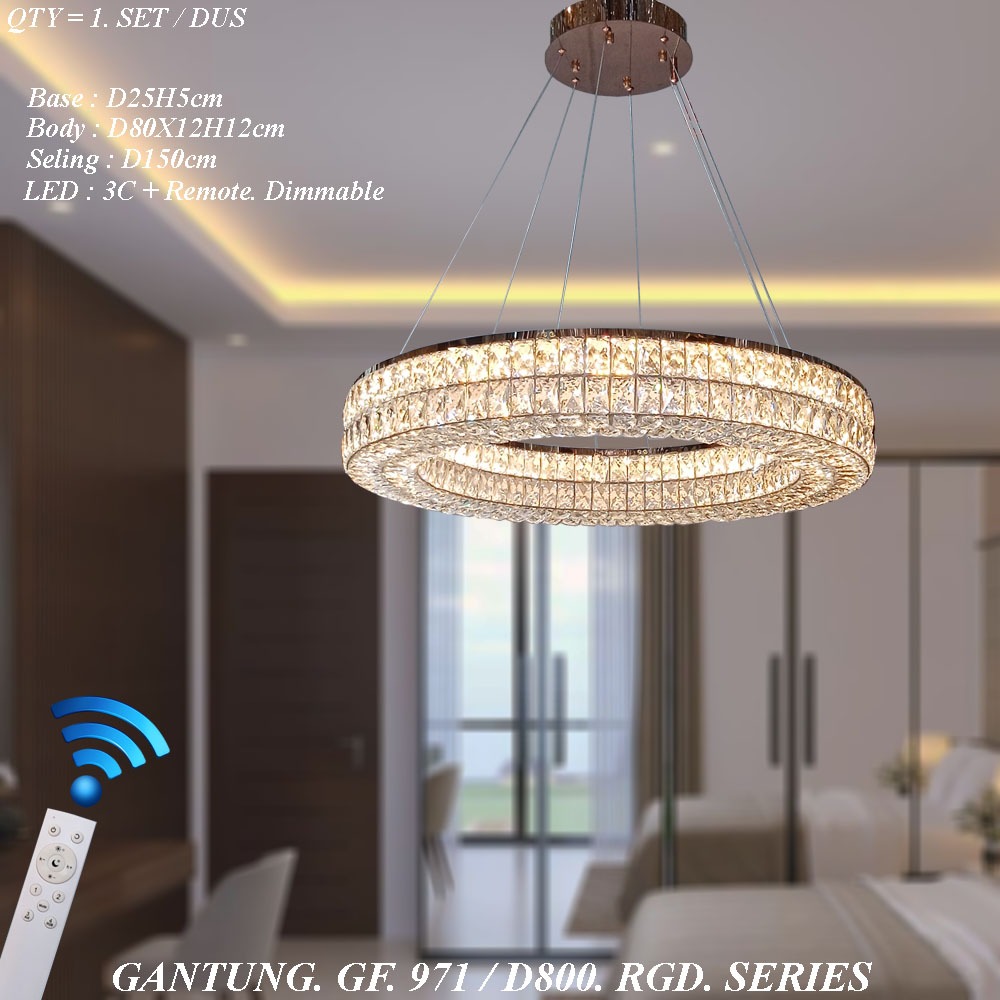 QTY = 1. SET / DUS
Base : D25H5cm
Body : D80X12H12cm
Seling : D150cm
LED : 3C + Remote. Dimmable
GANTUNG. GF. 971 / D800. RGD. SERIES